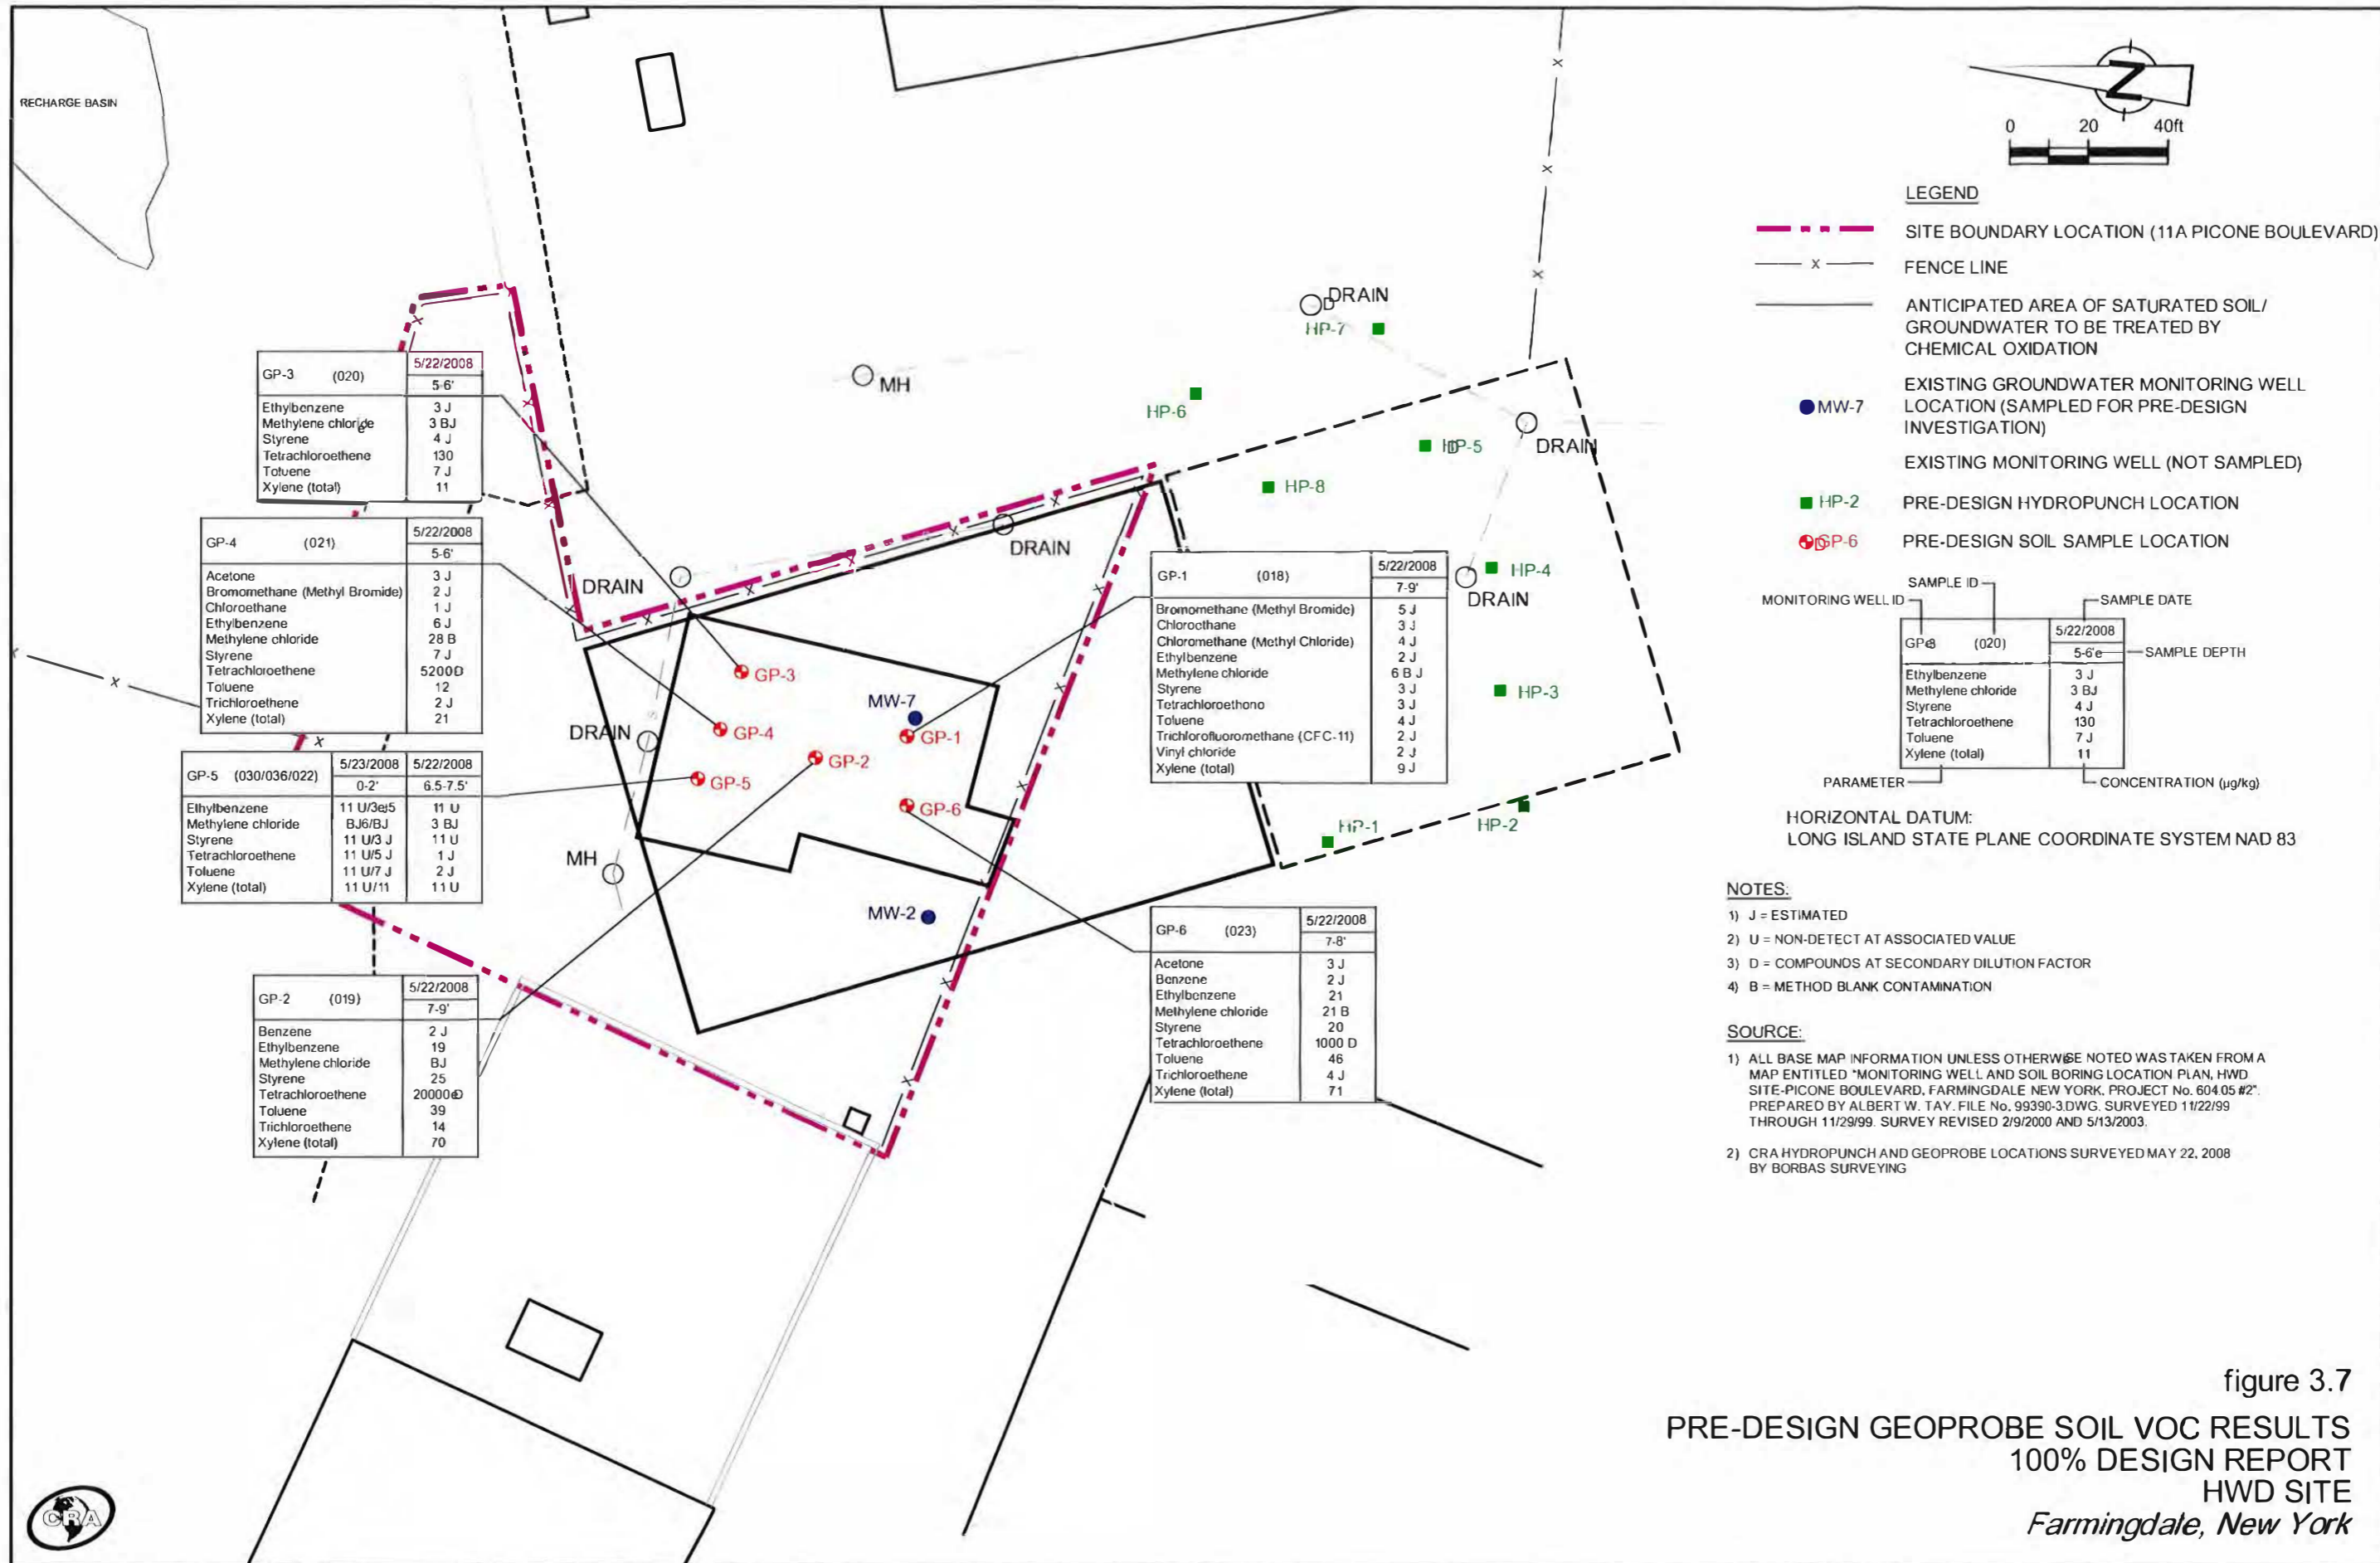 RECHARGE BASIN
0 20 40ft
LEGEND
SITE BOUNDARY LOCATION (11A PICONE BOULEVARD)
X
FENCE LINE
ANTICIPATED AREA OF SATURATED SOIL/
GROUNDWATER TO BE TREATED BY
CHEMICAL OXIDATION
MW-7
EXISTING GROUNDWATER MONITORING WELL
LOCATION (SAMPLED FOR PRE-DESIGN
INVESTIGATION)
EXISTING MONITORING WELL (NOT SAMPLED)
HP-2 PRE-DESIGN HYDROPUNCH LOCATION
GP-6 PRE-DESIGN SOIL SAMPLE LOCATION
SAMPLE ID
MONITORING WELL ID
SAMPLE DATE
(020) 5/22/2008
SAMPLE DEPTH
Ethylbenzene 3 J
Methylene chloride 3 BJ
Styrene 4 J
Tetrachloroethene 130
Toluene 7 J
Xylene (total) 11
PARAMETER
CONCENTRATION (µg/kg)
HORIZONTAL DATUM:
LONG ISLAND STATE PLANE COORDINATE SYSTEM NAD 83
NOTES:
1) J = ESTIMATED
2) U = NON-DETECT AT ASSOCIATED VALUE
3) D = COMPOUNDS AT SECONDARY DILUTION FACTOR
4) B = METHOD BLANK CONTAMINATION
SOURCE:
1) ALL BASE MAP INFORMATION UNLESS OTHERWISE NOTED WAS TAKEN FROM A
MAP ENTITLED "MONITORING WELL AND SOIL BORING LOCATION PLAN, HWD
SITE-PICONE BOULEVARD, FARMINGDALE NEW YORK, PROJECT No. 604.05 #2".
PREPARED BY ALBERT W. TAY. FILE No. 99390-3.DWG. SURVEYED 11/22/99
THROUGH 11/29/99. SURVEY REVISED 2/9/2000 AND 5/13/2003.
2) CRA HYDROPUNCH AND GEOPROBE LOCATIONS SURVEYED MAY 22, 2008
BY BORBAS SURVEYING
GP-3 (020) 5/22/2008
5-6'
Ethylbenzene 3 J
Methylene chloride 3 BJ
Styrene 4 J
Tetrachloroethene 130
Toluene 7 J
Xylene (total) 11
GP-4 (021) 5/22/2008
5-6'
Acetone 3 J
Bromomethane (Methyl Bromide) 2 J
Chloroethane 1 J
Ethylbenzene 6 J
Methylene chloride 28 B
Styrene 7 J
Tetrachloroethene 5200D
Toluene 12
Trichloroethene 2 J
Xylene (total) 21
GP-5 (030/036/022) 5/23/2008 5/22/2008
0-2' 6.5-7.5'
Ethylbenzene 11 U/3 11 U
Methylene chloride BJ6/BJ 3 BJ
Styrene 11 U/3 J 11 U
Tetrachloroethene 11 U/5 J 1 J
Toluene 11 U/7 J 2 J
Xylene (total) 11 U/11 11 U
GP-2 (019) 5/22/2008
7-9'
Benzene 2 J
Ethylbenzene 19
Methylene chloride BJ
Styrene 25
Tetrachloroethene 20000 D
Toluene 39
Trichloroethene 14
Xylene (total) 70
GP-1 (018) 5/22/2008
7-9'
Bromomethane (Methyl Bromide) 5 J
Chloroethane 3 J
Chloromethane (Methyl Chloride) 4 J
Ethylbenzene 2 J
Methylene chloride 6 B J
Styrene 3 J
Tetrachloroethene 3 J
Toluene 4 J
Trichlorofluoromethane (CFC-11) 2 J
Vinyl chloride 2 J
Xylene (total) 9 J
GP-6 (023) 5/22/2008
7-8'
Acetone 3 J
Benzene 2 J
Ethylbenzene 21
Methylene chloride 21 B
Styrene 20
Tetrachloroethene 1000 D
Toluene 46
Trichloroethene 4 J
Xylene (total) 71
DRAIN
HP-7
MH
HP-6
HP-5
DRAIN
HP-8
DRAIN
DRAIN
HP-4
DRAIN
GP-3
HP-3
MW-7
DRAIN
GP-4
GP-1
GP-2
GP-5
GP-6
HP-1
HP-2
MH
MW-2
CRA
figure 3.7
PRE-DESIGN GEOPROBE SOIL VOC RESULTS
100% DESIGN REPORT
HWD SITE
Farmingdale, New York